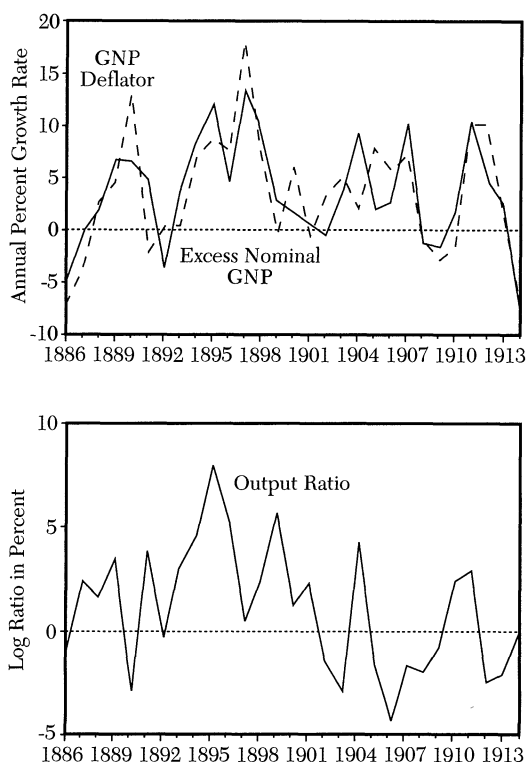 20
15
10
5
0
-5
-10
Annual Percent Growth Rate
GNP
Deflator
Excess Nominal
GNP
1886 1889 1892 1895 1898 1901 1904 1907 1910 1913
10
5
0
-5
Log Ratio in Percent
Output Ratio
1886 1889 1892 1895 1898 1901 1904 1907 1910 1913